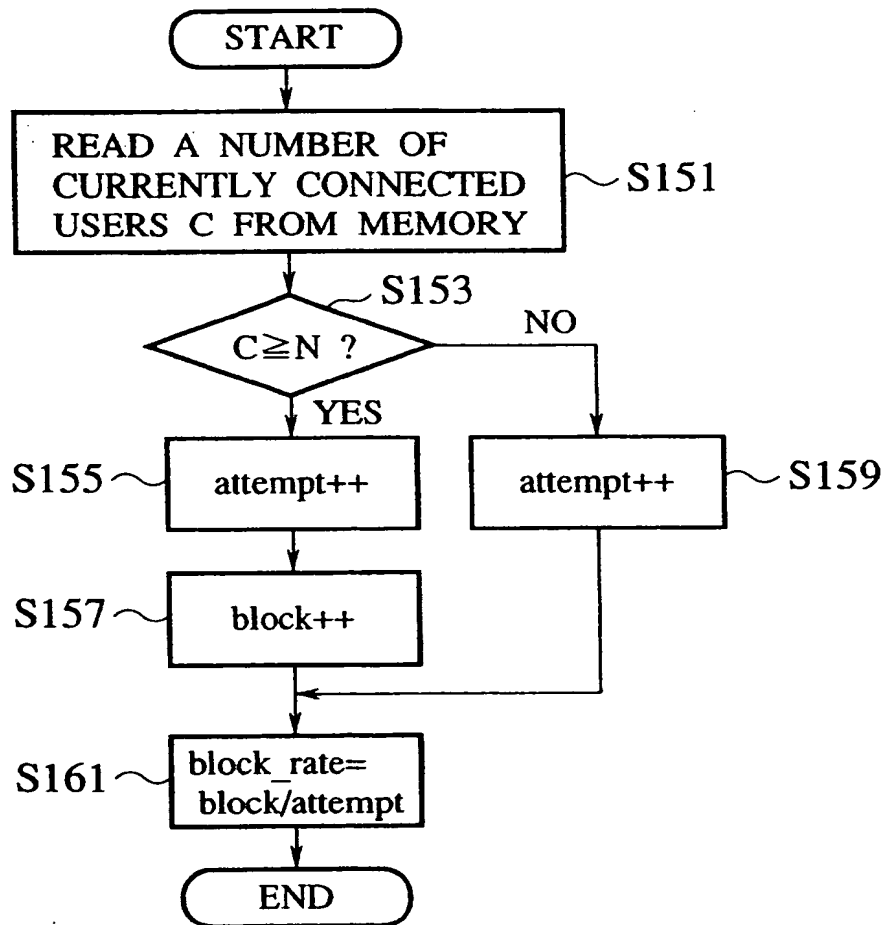 START
READ A NUMBER OF
CURRENTLY CONNECTED
USERS C FROM MEMORY
S151
S153
C≧N ?
NO
YES
S155
attempt++
attempt++
S159
S157
block++
S161
block_rate=
block/attempt
END